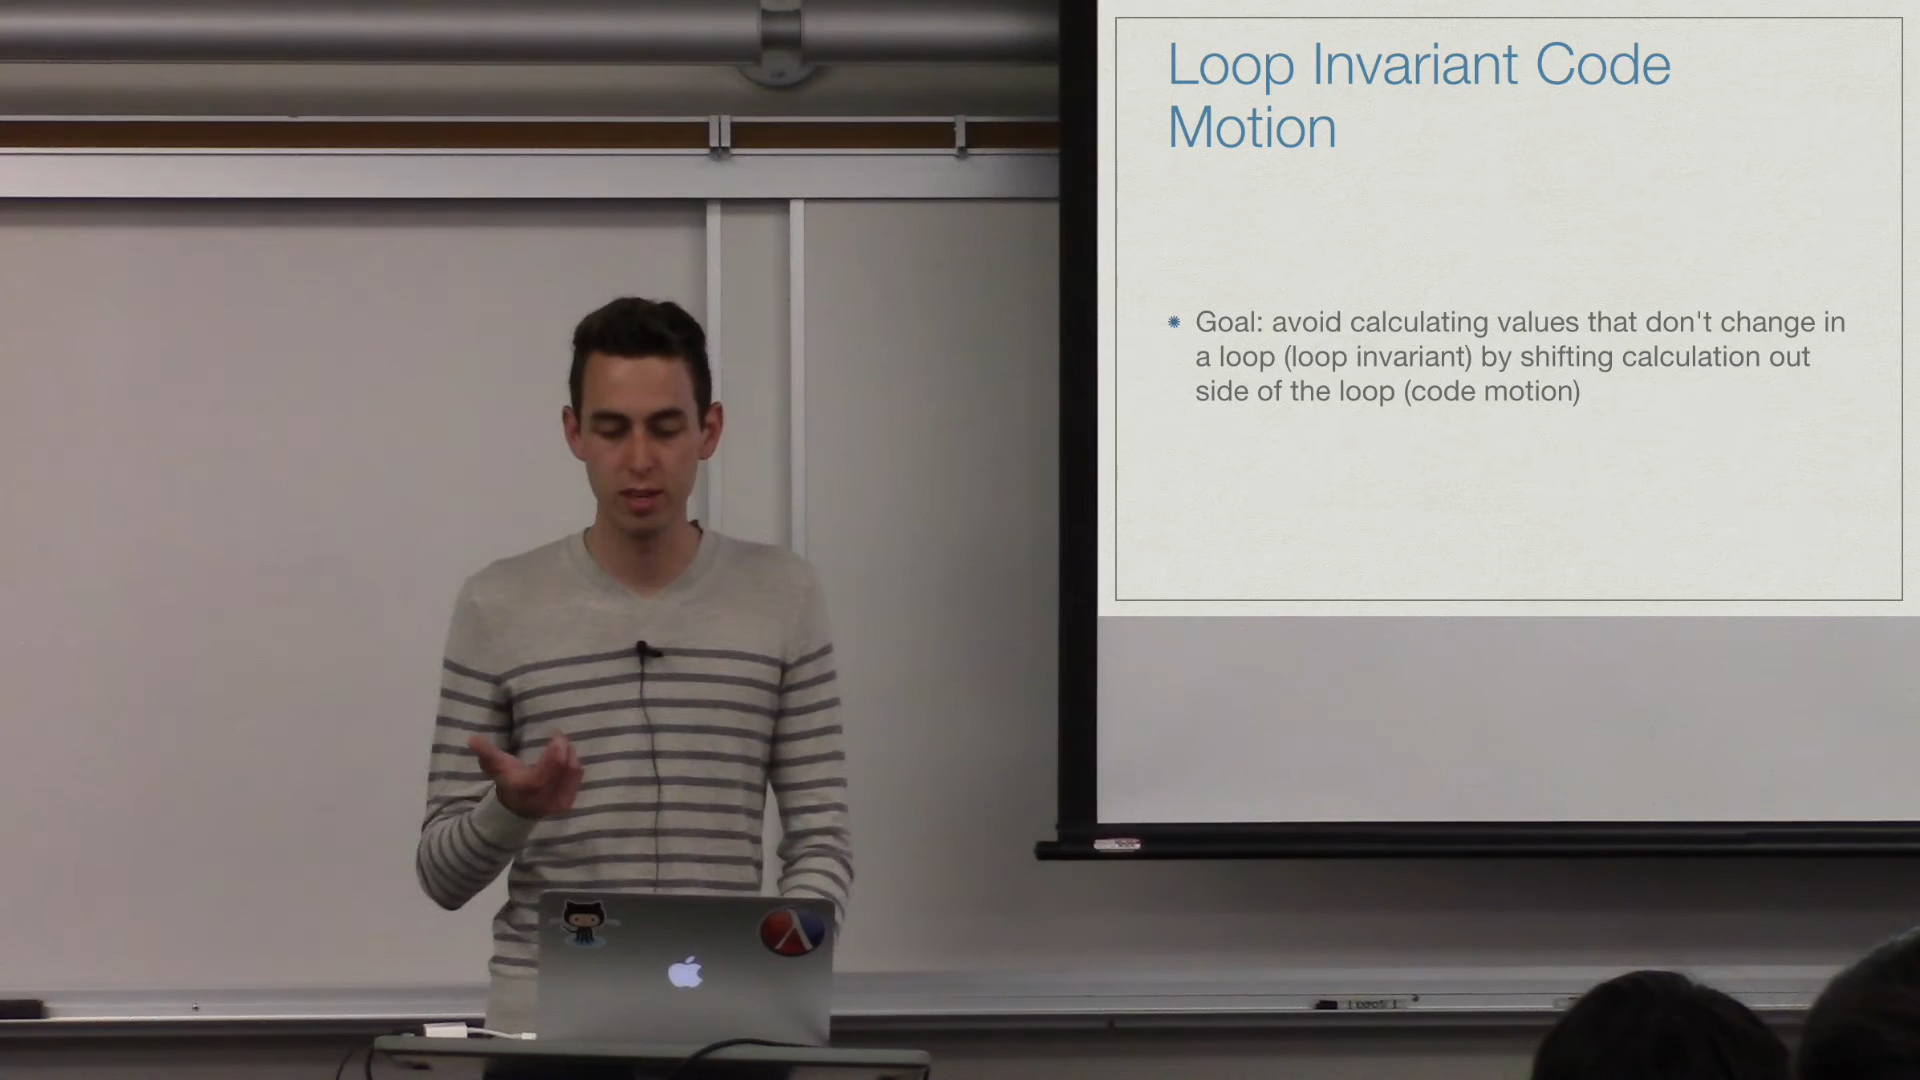 Loop Invariant Code
Motion
Goal: avoid calculating values that don't change in
a loop (loop invariant) by shifting calculation out
side of the loop (code motion)